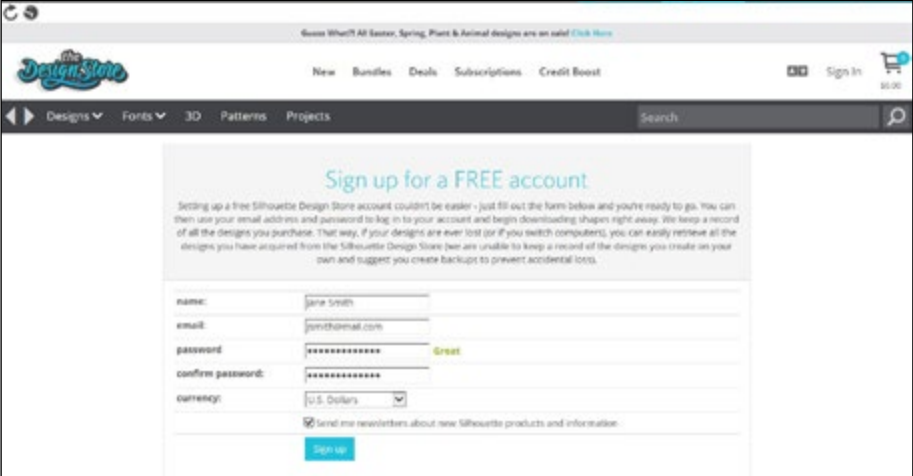 Guess What?! All Easter, Spring, Plant & Animal designs are on sale! Click Here
the
Design Store
New Bundles Deals Subscriptions Credit Boost
Sign In
$0.00
Designs Fonts 3D Patterns Projects
Search
Sign up for a FREE account
Setting up a free Silhouette Design Store account couldn't be easier - just fill out the form below and you're ready to go. You can
then use your email address and password to log in to your account and begin downloading shapes right away. We keep a record
of all the designs you purchase. That way, if your designs are ever lost (or if you switch computers), you can easily retrieve all the
designs you have acquired from the Silhouette Design Store (we are unable to keep a record of the designs you create on your
own and suggest you create backups to prevent accidental loss).
name: Jane Smith
email: jsmith@mail.com
password ••••••••••••• Great
confirm password: •••••••••••••
currency: U.S. Dollars
Send me newsletters about new Silhouette products and information
Sign up